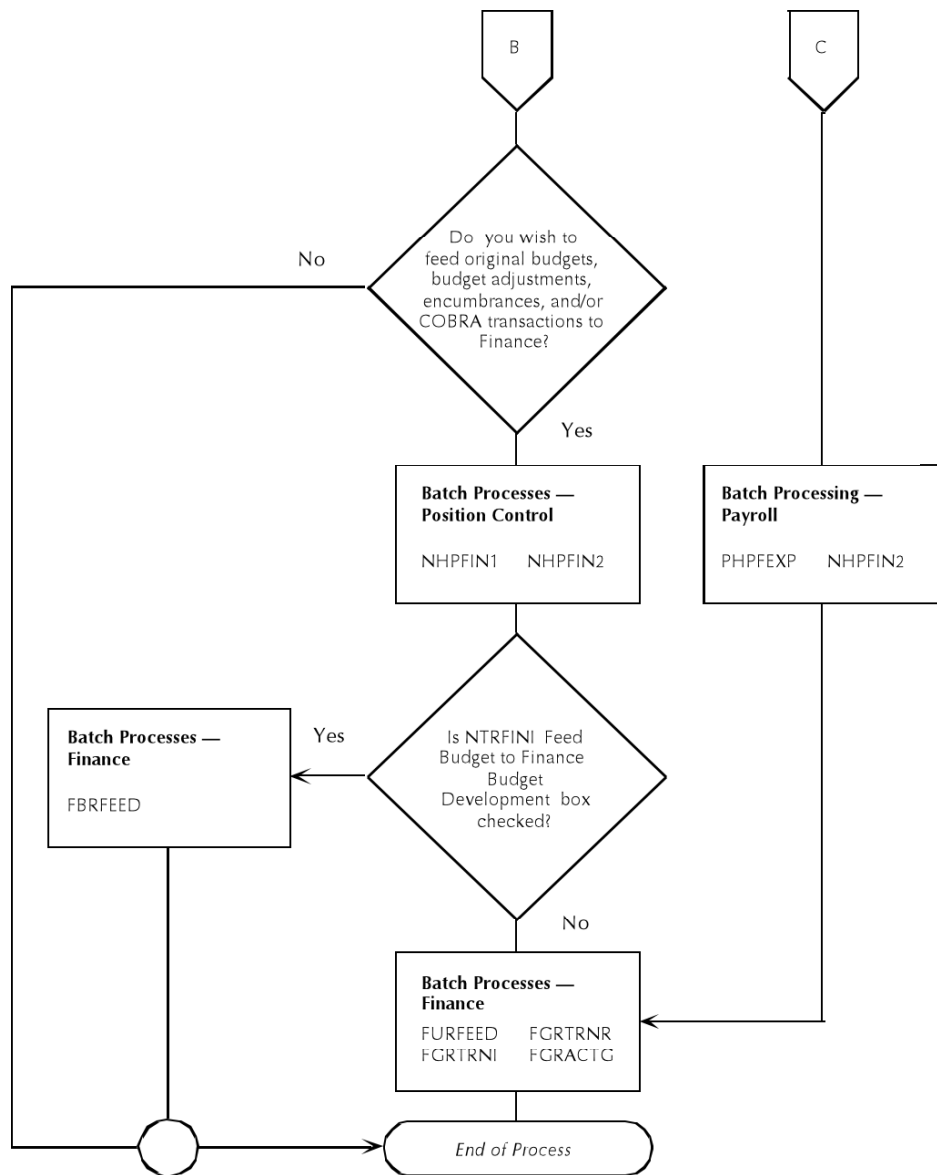 B
C
Do you wish to
feed original budgets,
budget adjustments,
encumbrances, and/or
COBRA transactions to
Finance?
No
Yes
Batch Processes —
Position Control
NHPFIN1 NHPFIN2
Batch Processing —
Payroll
PHPFEXP NHPFIN2
Is NTRFINI Feed
Budget to Finance
Budget
Development box
checked?
Yes
Batch Processes —
Finance
FBRFEED
No
Batch Processes —
Finance
FURFEED FGRTRNR
FGRTRNI FGRACTG
End of Process